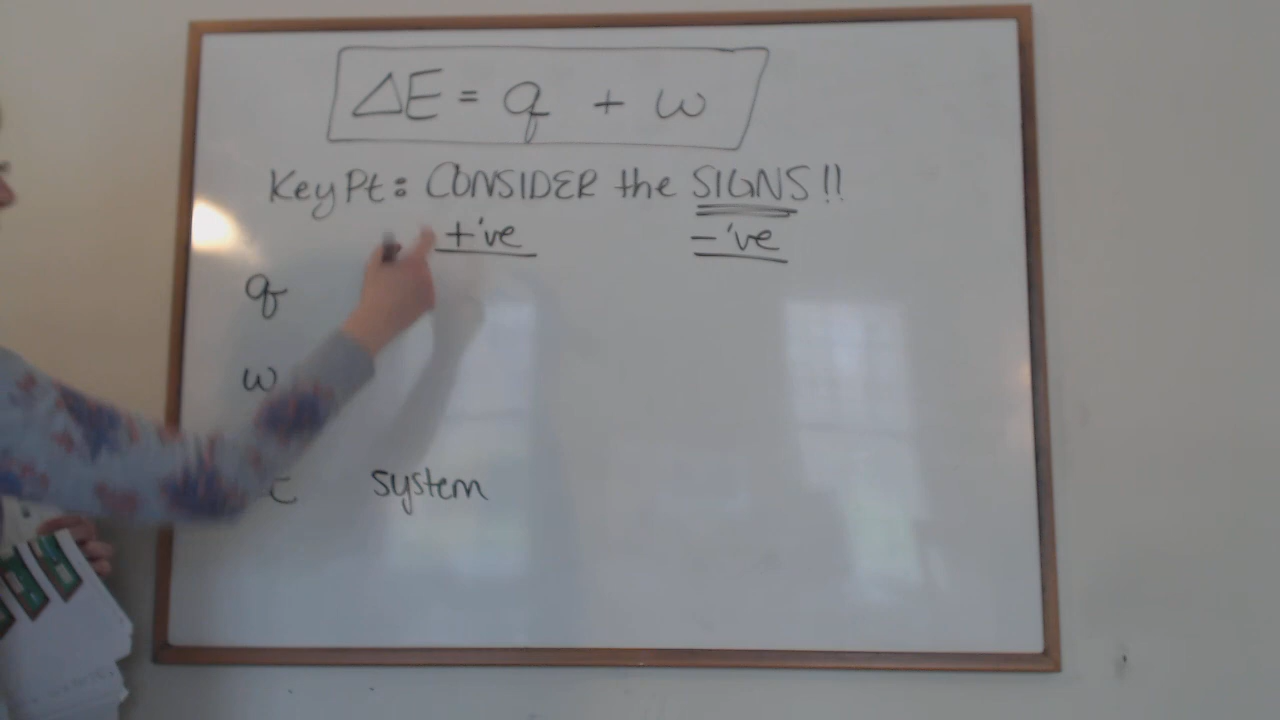 ΔE = q + w
Key Pt: CONSIDER the SIGNS!!
+'ve -'ve
q
w
system